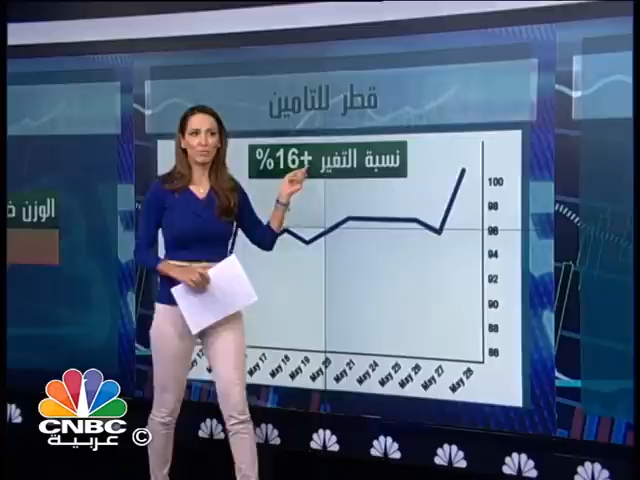 قطر للتامين
نسبة التغير +16%
الوزن
100
98
96
94
92
90
88
86
May 17
May 18
May 19
May 20
May 21
May 24
May 25
May 26
May 27
May 28
CNBC
عربية ©